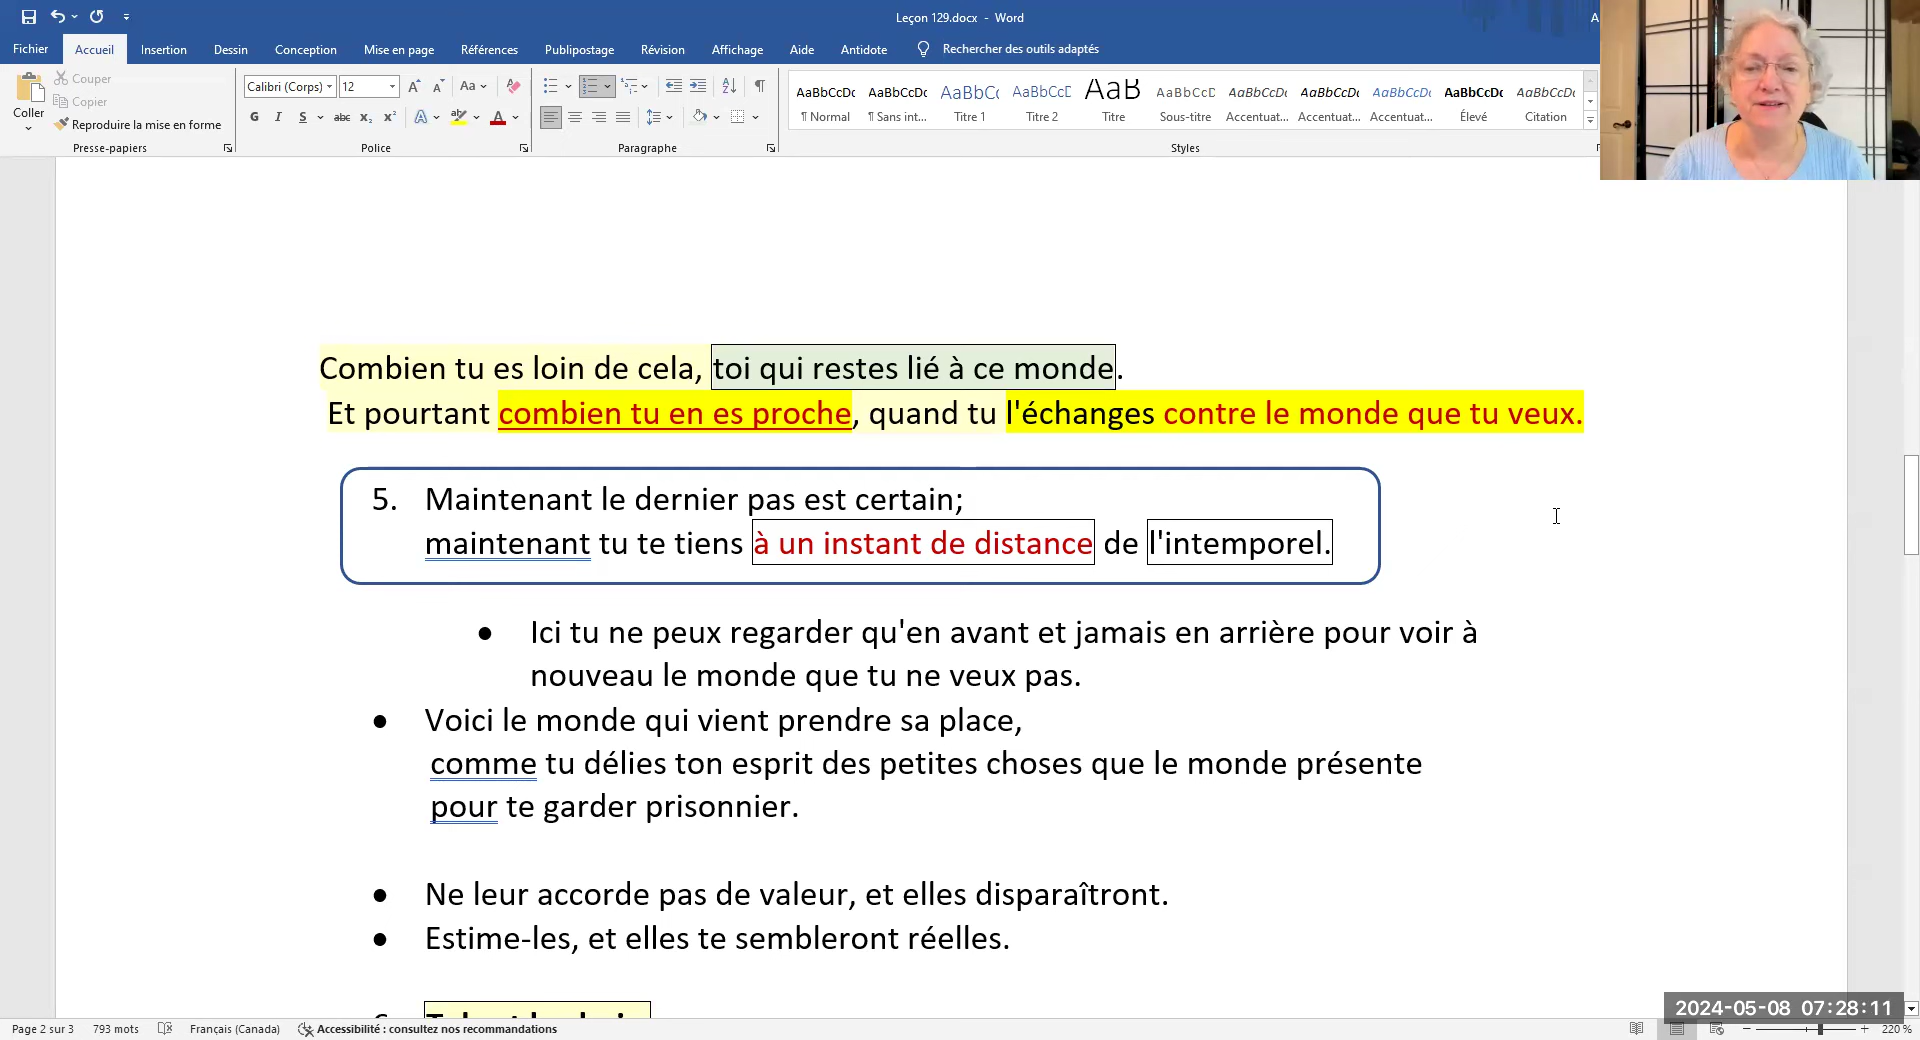 Leçon 129.docx - Word
A
Fichier Accueil Insertion Dessin Conception Mise en page Références Publipostage Révision Affichage Aide Antidote Rechercher des outils adaptés
Coller
Couper
Copier
Reproduire la mise en forme
Presse-papiers
Calibri (Corps) 12
Aa
G I S abc x₂ x² A A
Police
Paragraphe
AaBbCcDc AaBbCcDc AaBbCc AaBbCcD AaB AaBbCcD AaBbCcDc AaBbCcDc AaBbCcDc AaBbCcDc AaBbCcDc
¶ Normal ¶ Sans int... Titre 1 Titre 2 Titre Sous-titre Accentuat... Accentuat... Accentuat... Élevé Citation
Styles
Combien tu es loin de cela, toi qui restes lié à ce monde.
Et pourtant combien tu en es proche, quand tu l'échanges contre le monde que tu veux.
5. Maintenant le dernier pas est certain;
maintenant tu te tiens à un instant de distance de l'intemporel.
• Ici tu ne peux regarder qu'en avant et jamais en arrière pour voir à
nouveau le monde que tu ne veux pas.
• Voici le monde qui vient prendre sa place,
comme tu délies ton esprit des petites choses que le monde présente
pour te garder prisonnier.
• Ne leur accorde pas de valeur, et elles disparaîtront.
• Estime-les, et elles te sembleront réelles.
2024-05-08 07:28:11
Page 2 sur 3 793 mots Français (Canada) Accessibilité : consultez nos recommandations 220 %